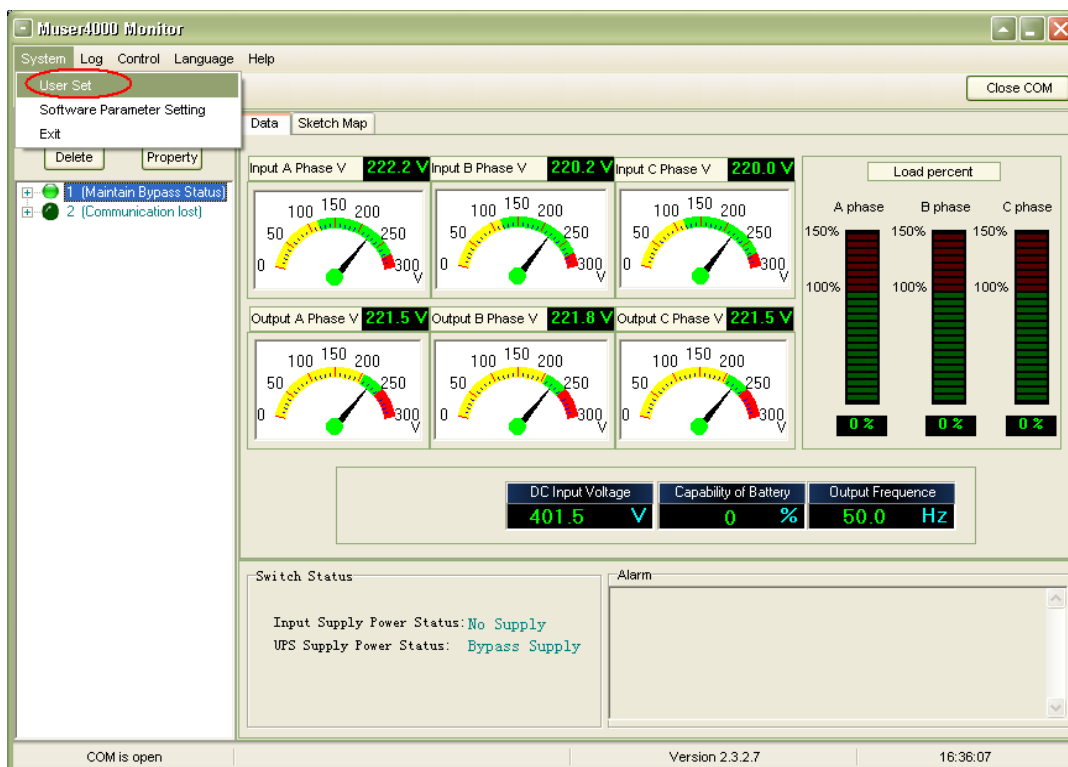 Muser4000 Monitor
System Log Control Language Help
User Set
Software Parameter Setting
Exit
Close COM
Delete Property
1 (Maintain Bypass Status)
2 (Communication lost)
Data Sketch Map
Input A Phase V 222.2 V Input B Phase V 220.2 V Input C Phase V 220.0 V
0 50 100 150 200 250 300 V
0 50 100 150 200 250 300 V
0 50 100 150 200 250 300 V
Output A Phase V 221.5 V Output B Phase V 221.8 V Output C Phase V 221.5 V
0 50 100 150 200 250 300 V
0 50 100 150 200 250 300 V
0 50 100 150 200 250 300 V
Load percent
A phase B phase C phase
150% 150% 150%
100% 100% 100%
0 % 0 % 0 %
DC Input Voltage Capability of Battery Output Frequence
401.5 V 0 % 50.0 Hz
Switch Status
Input Supply Power Status: No Supply
UPS Supply Power Status: Bypass Supply
Alarm
COM is open Version 2.3.2.7 16:36:07